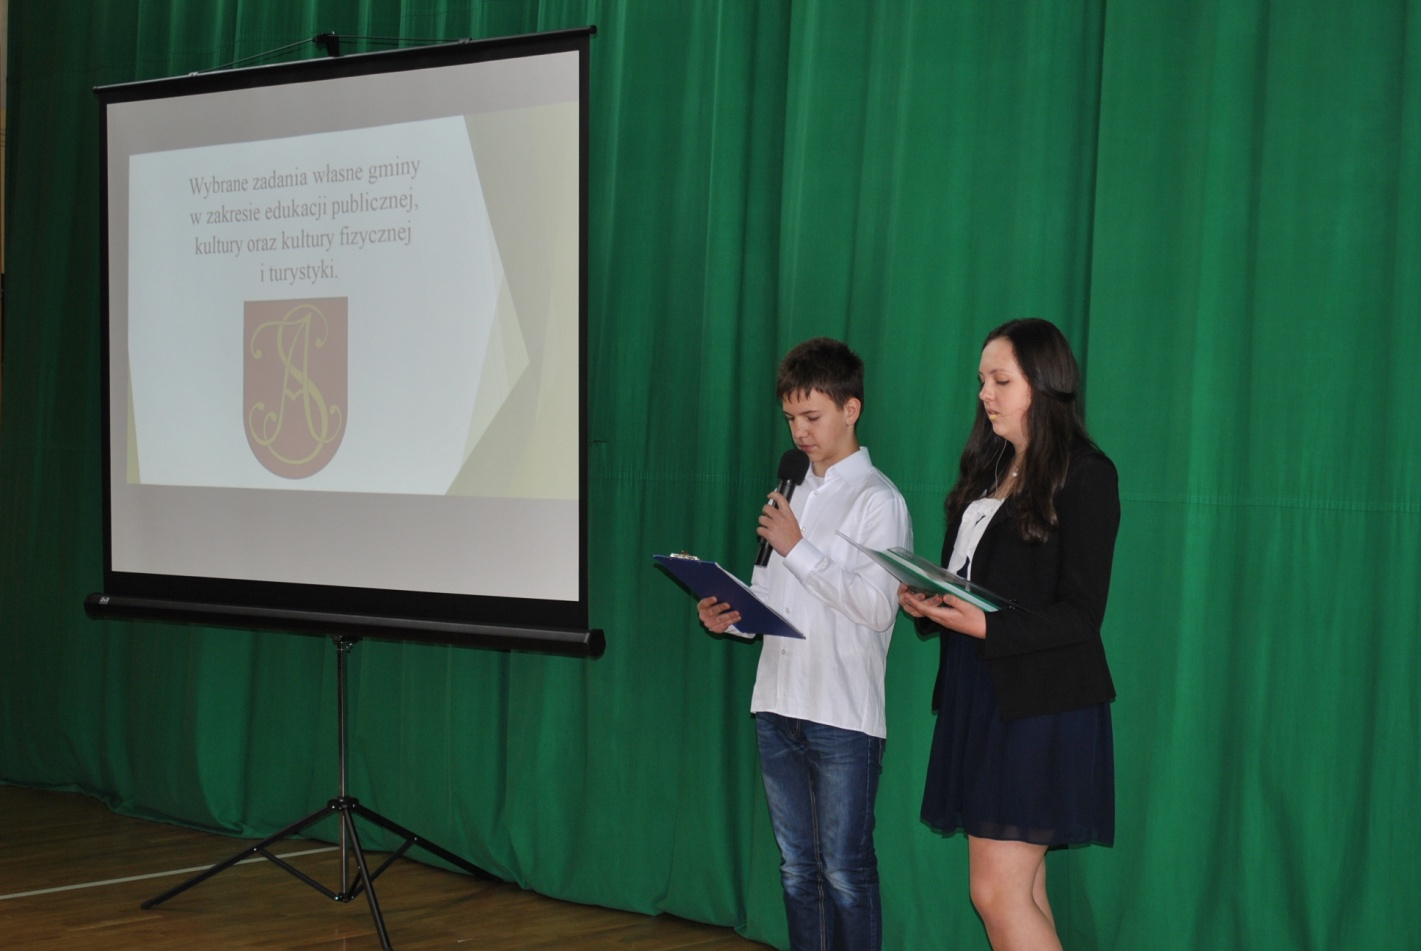 Wybrane zadania własne gminy
w zakresie edukacji publicznej,
kultury oraz kultury fizycznej
i turystyki.